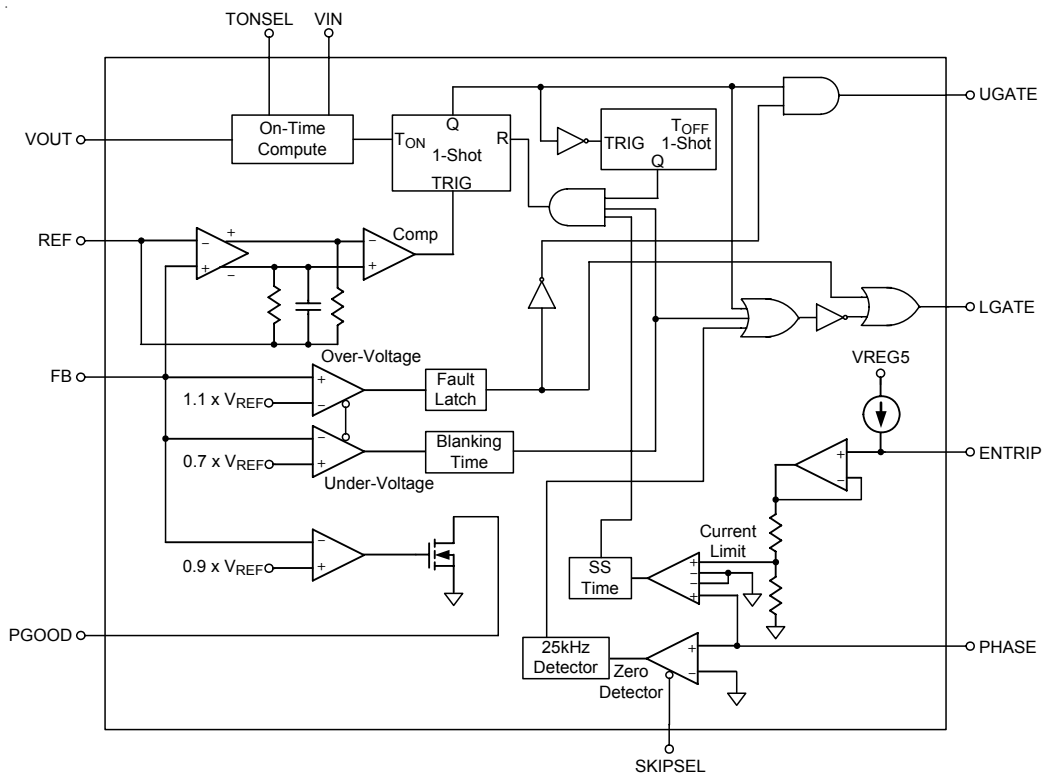 TONSEL VIN
VOUT
On-Time
Compute
TON
Q
1-Shot
R
TRIG
TRIG
TOFF
1-Shot
Q
UGATE
REF
−
+
+
−
−
+
Comp
LGATE
FB
Over-Voltage
+
−
1.1 x VREF
Fault
Latch
VREG5
−
+
0.7 x VREF
Blanking
Time
Under-Voltage
+
−
ENTRIP
−
+
0.9 x VREF
Current
Limit
SS
Time
+
−
−
+
PGOOD
25kHz
Detector
Zero
Detector
+
−
PHASE
SKIPSEL